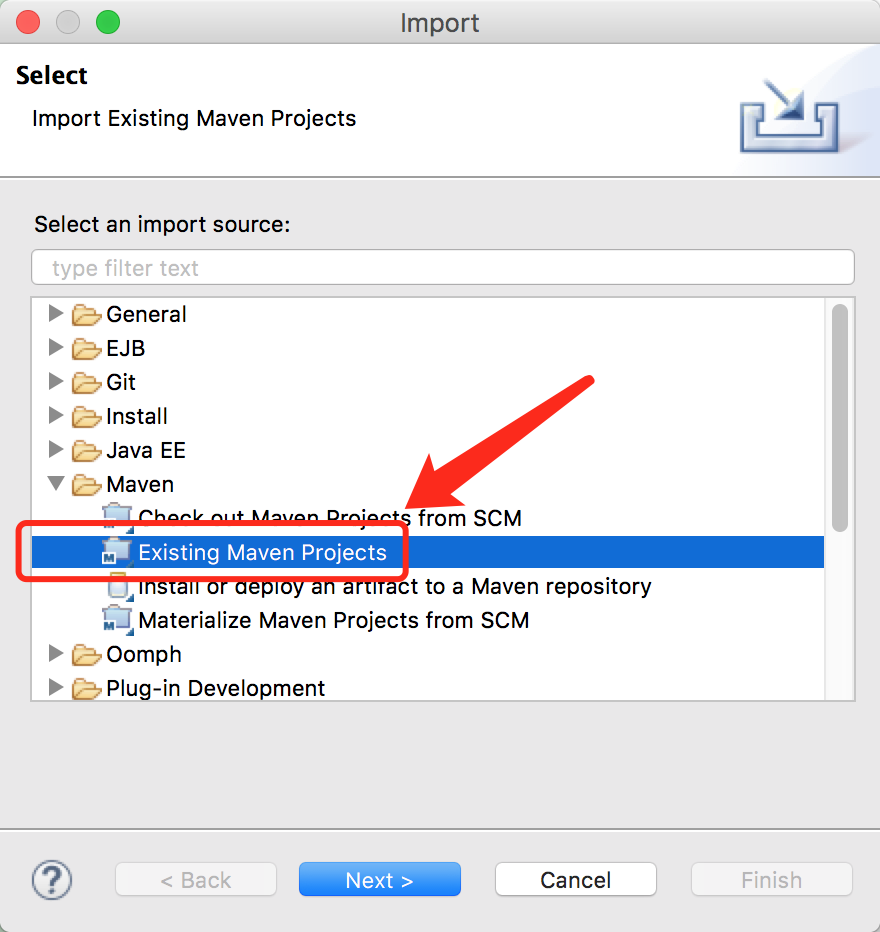 Import
Select
Import Existing Maven Projects
Select an import source:
type filter text
General
EJB
Git
Install
Java EE
Maven
Check out Maven Projects from SCM
Existing Maven Projects
Install or deploy an artifact to a Maven repository
Materialize Maven Projects from SCM
Oomph
Plug-in Development
? < Back Next > Cancel Finish